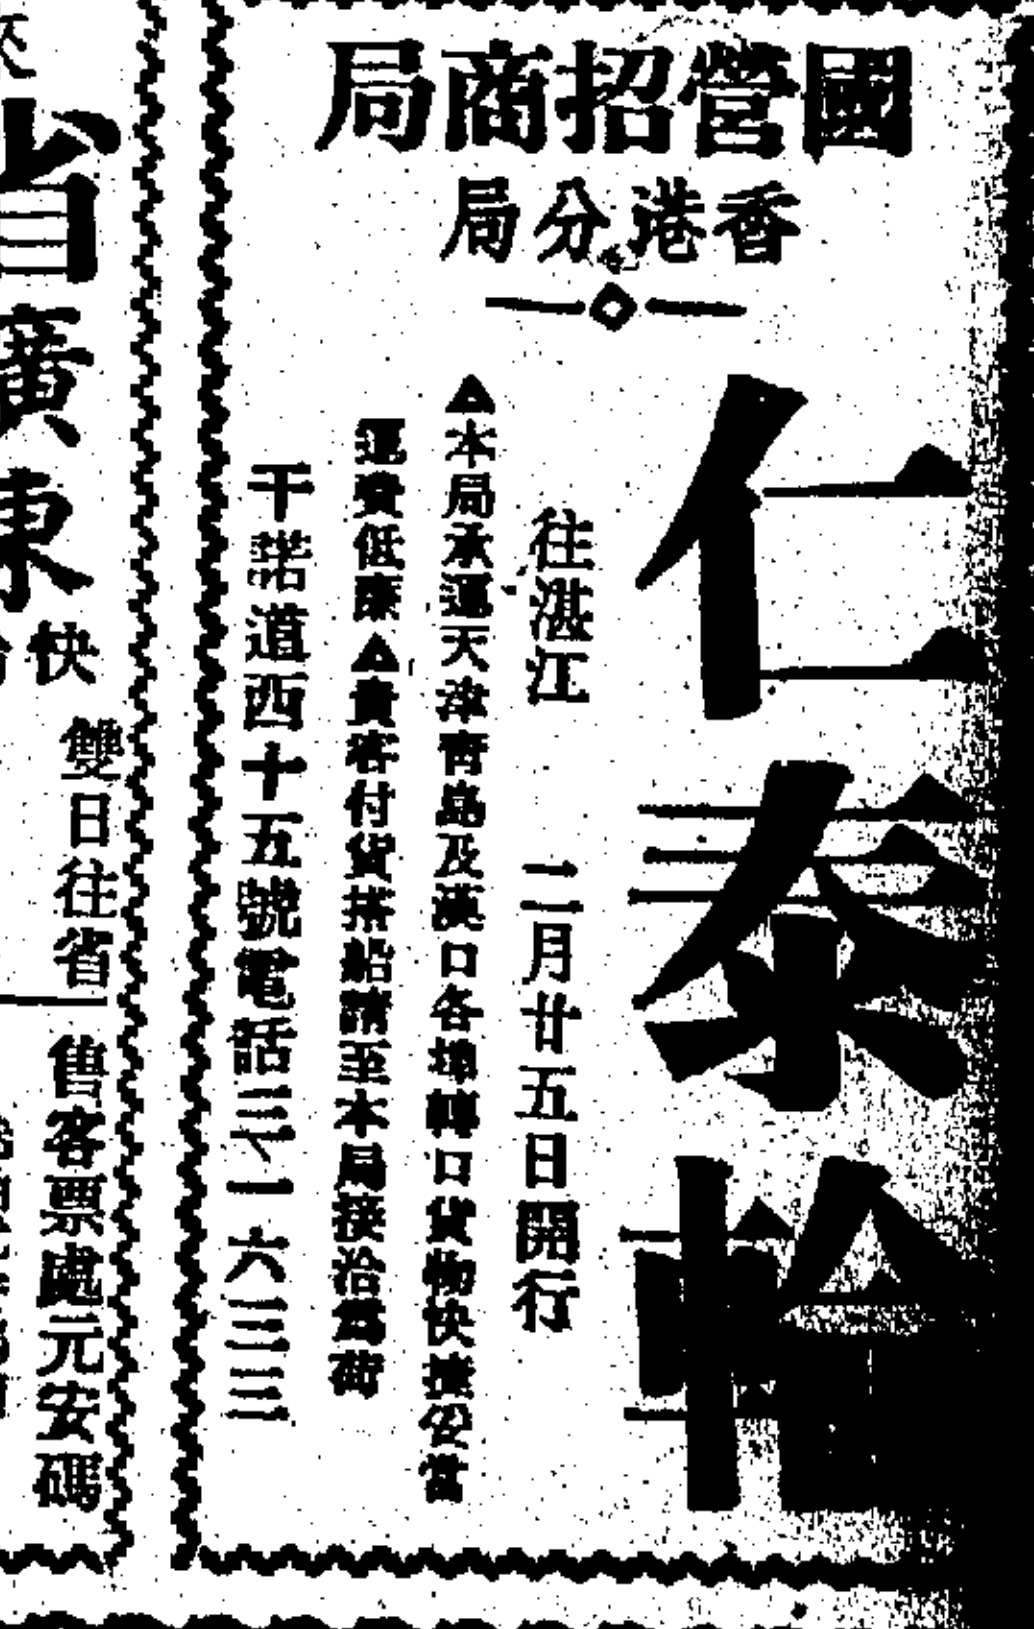 國營招商局
香港分局
仁泰輪
往湛江 二月廿五日開行
▲本局承運天津青島及漢口各埠轉口貨物快捷妥當
運費低廉▲貴客付貨搭船請至本局接洽爲荷
干諾道西十五號電話三一六三三
省廣東
快
雙日往省
售客票處元安碼